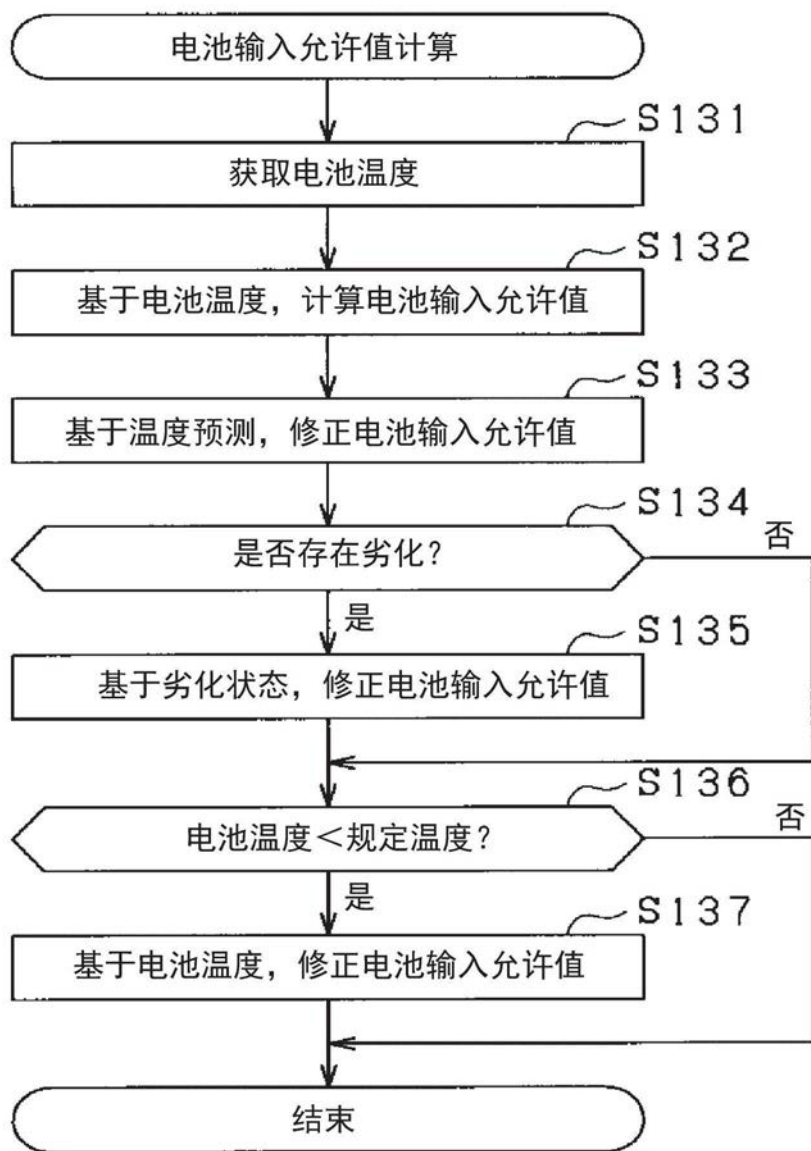 电池输入允许值计算
S131
获取电池温度
S132
基于电池温度，计算电池输入允许值
S133
基于温度预测，修正电池输入允许值
S134
是否存在劣化？
否
是
S135
基于劣化状态，修正电池输入允许值
S136
电池温度＜规定温度？
否
是
S137
基于电池温度，修正电池输入允许值
结束